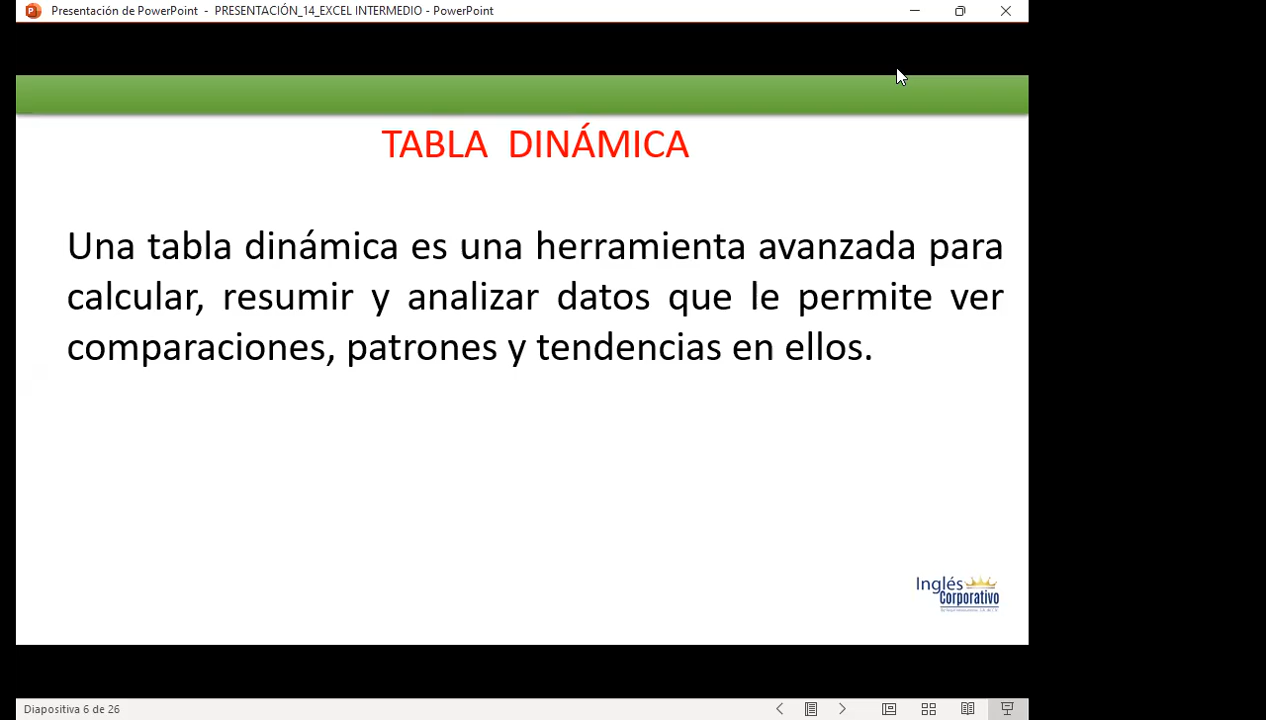 Presentación de PowerPoint - PRESENTACIÓN_14_EXCEL INTERMEDIO - PowerPoint
TABLA DINÁMICA
Una tabla dinámica es una herramienta avanzada para
calcular, resumir y analizar datos que le permite ver
comparaciones, patrones y tendencias en ellos.
Inglés
Corporativo
Diapositiva 6 de 26